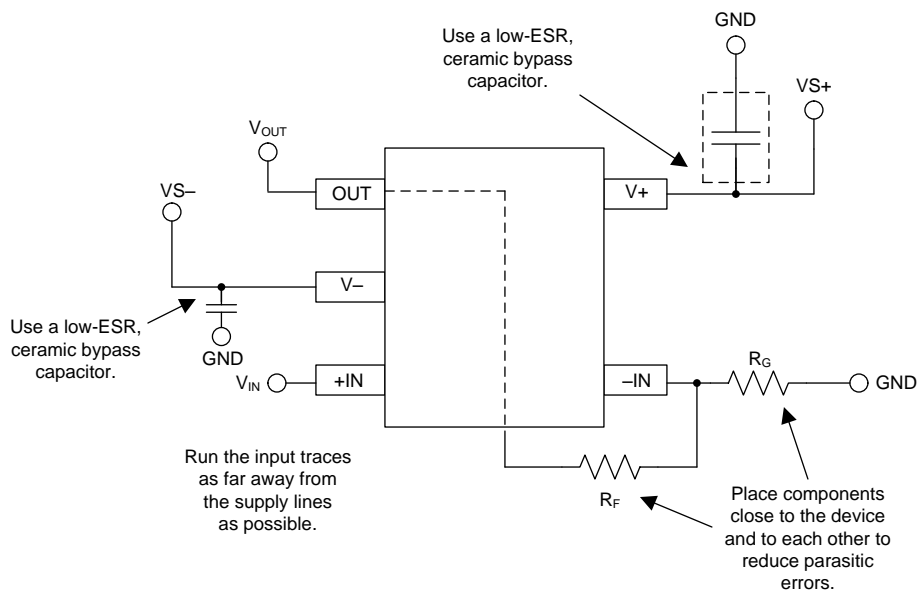 GND
Use a low-ESR,
ceramic bypass
capacitor.
VS+
VOUT
VS–
OUT
V+
V–
Use a low-ESR,
ceramic bypass
capacitor.
GND
VIN
+IN
–IN
RG
GND
Run the input traces
as far away from
the supply lines
as possible.
RF
Place components
close to the device
and to each other to
reduce parasitic
errors.